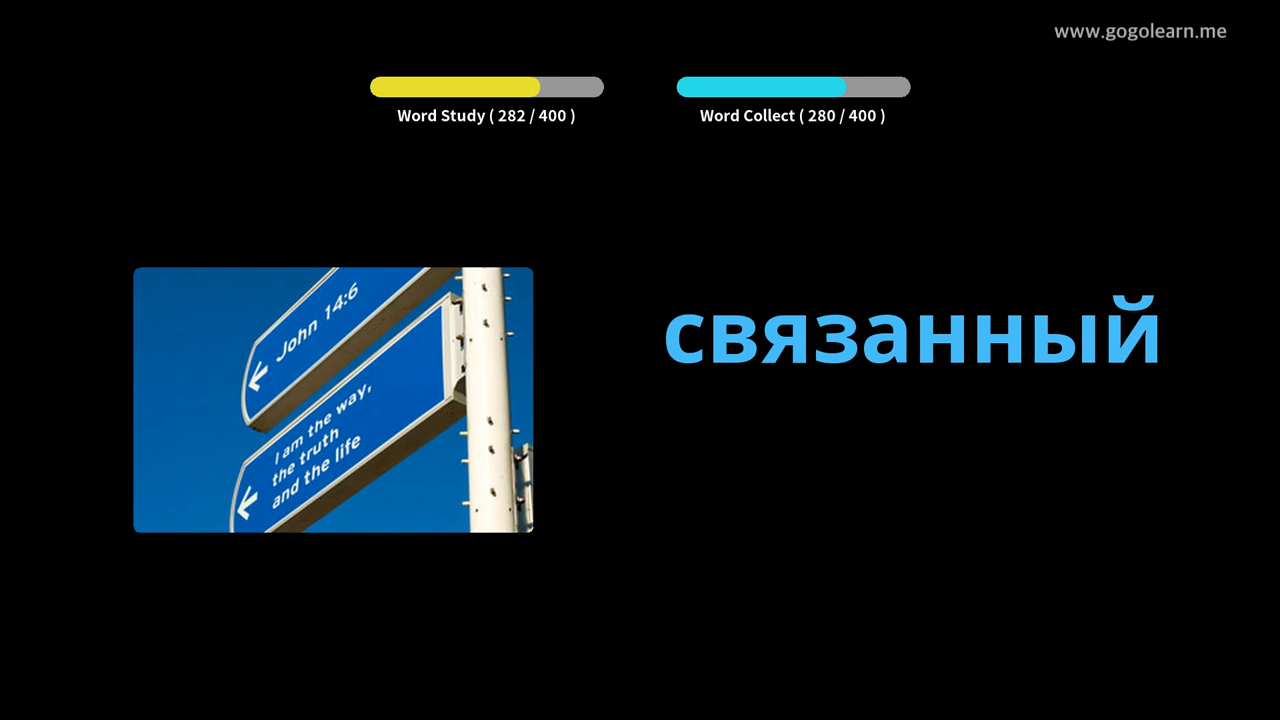 www.gogolearn.me
Word Study ( 282 / 400 )
Word Collect ( 280 / 400 )
John 14:6
I am the way,
the truth
and the life
связанный